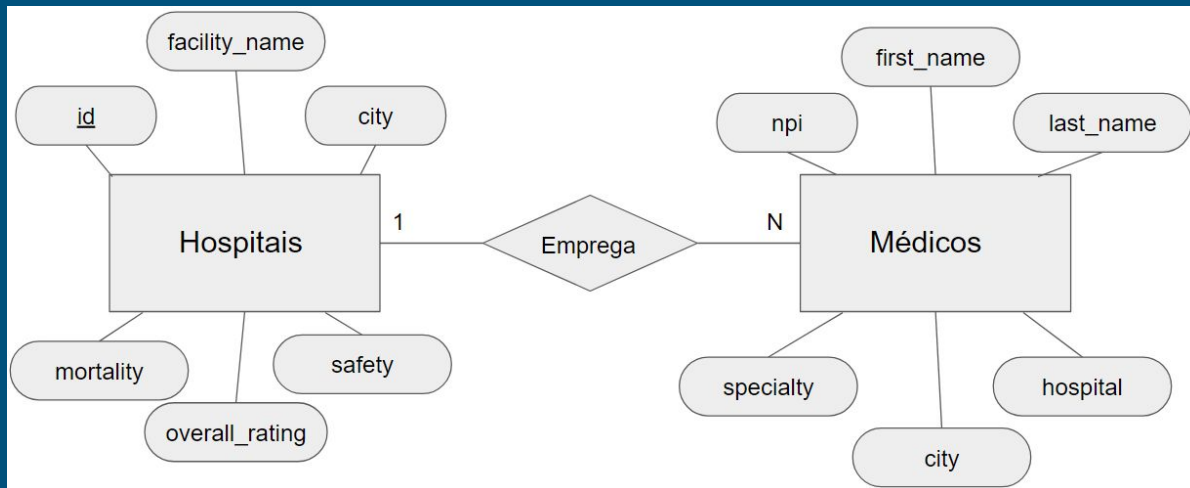 facility_name
id
city
Hospitais
mortality
safety
overall_rating
1
Emprega
N
first_name
npi
last_name
Médicos
specialty
hospital
city